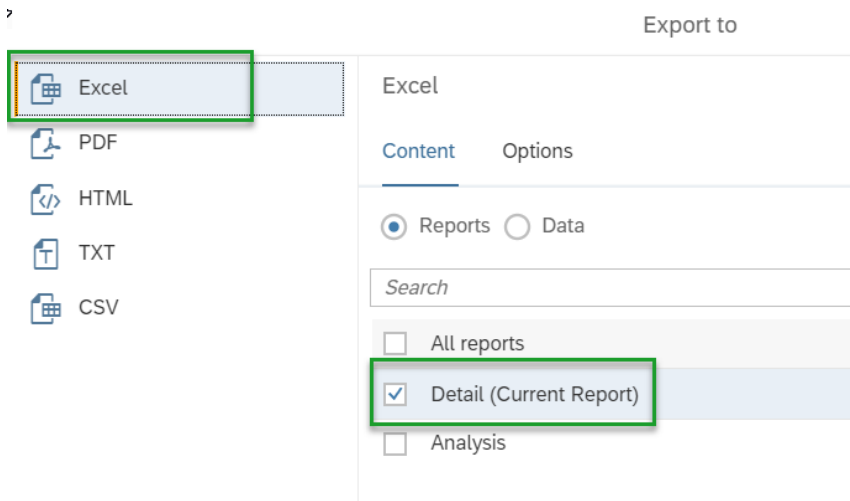 Export to
Excel
PDF
HTML
TXT
CSV
Excel
Content Options
Reports Data
Search
All reports
Detail (Current Report)
Analysis